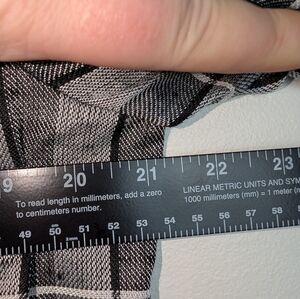 9 20 21 22 23
To read length in millimeters, add a zero
to centimeters number.
LINEAR METRIC UNITS AND SYM
1000 millimeters (mm) = 1 meter (
49 50 51 52 53 54 55 56 57 58